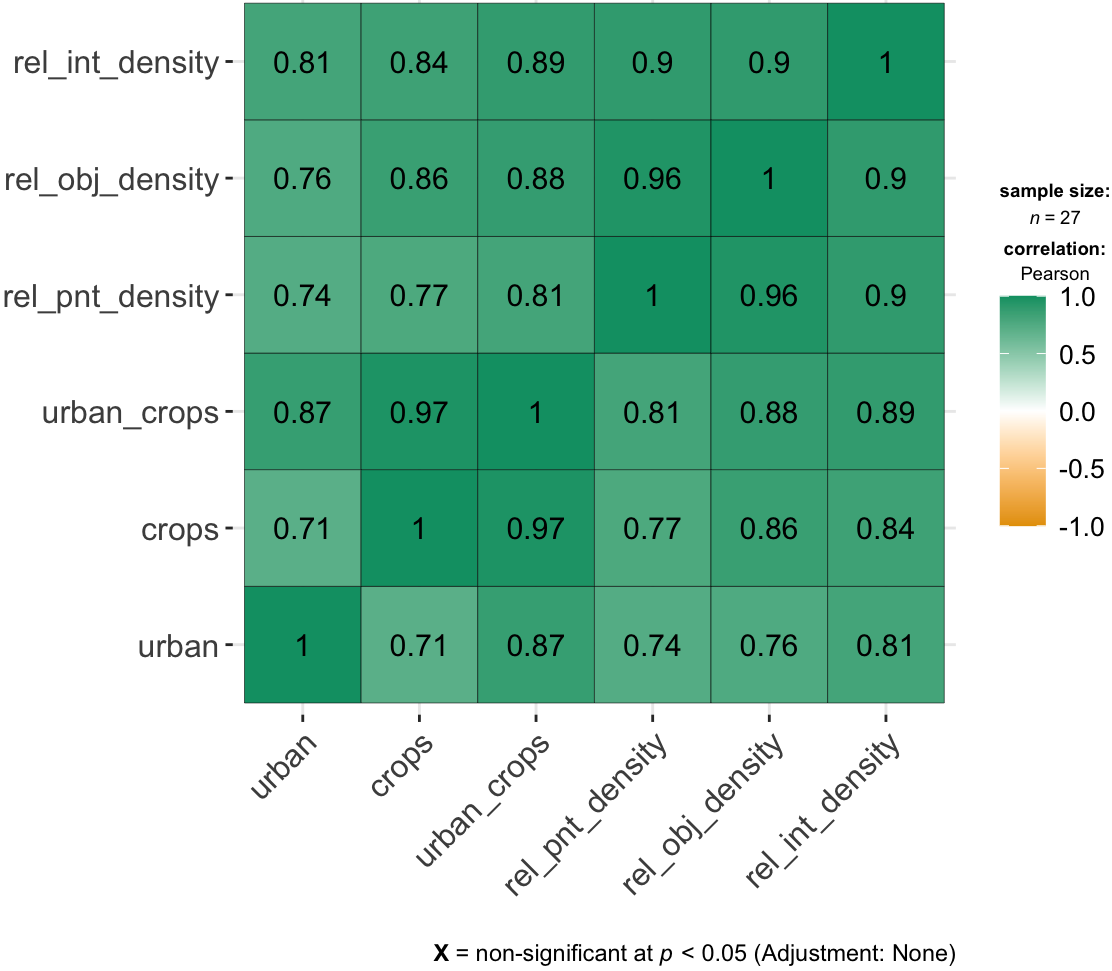 rel_int_density 0.81 0.84 0.89 0.9 0.9 1
rel_obj_density 0.76 0.86 0.88 0.96 1 0.9
rel_pnt_density 0.74 0.77 0.81 1 0.96 0.9
urban_crops 0.87 0.97 1 0.81 0.88 0.89
crops 0.71 1 0.97 0.77 0.86 0.84
urban 1 0.71 0.87 0.74 0.76 0.81
urban
crops
urban_crops
rel_pnt_density
rel_obj_density
rel_int_density
sample size:
n = 27
correlation:
Pearson
1.0
0.5
0.0
-0.5
-1.0
X = non-significant at p < 0.05 (Adjustment: None)